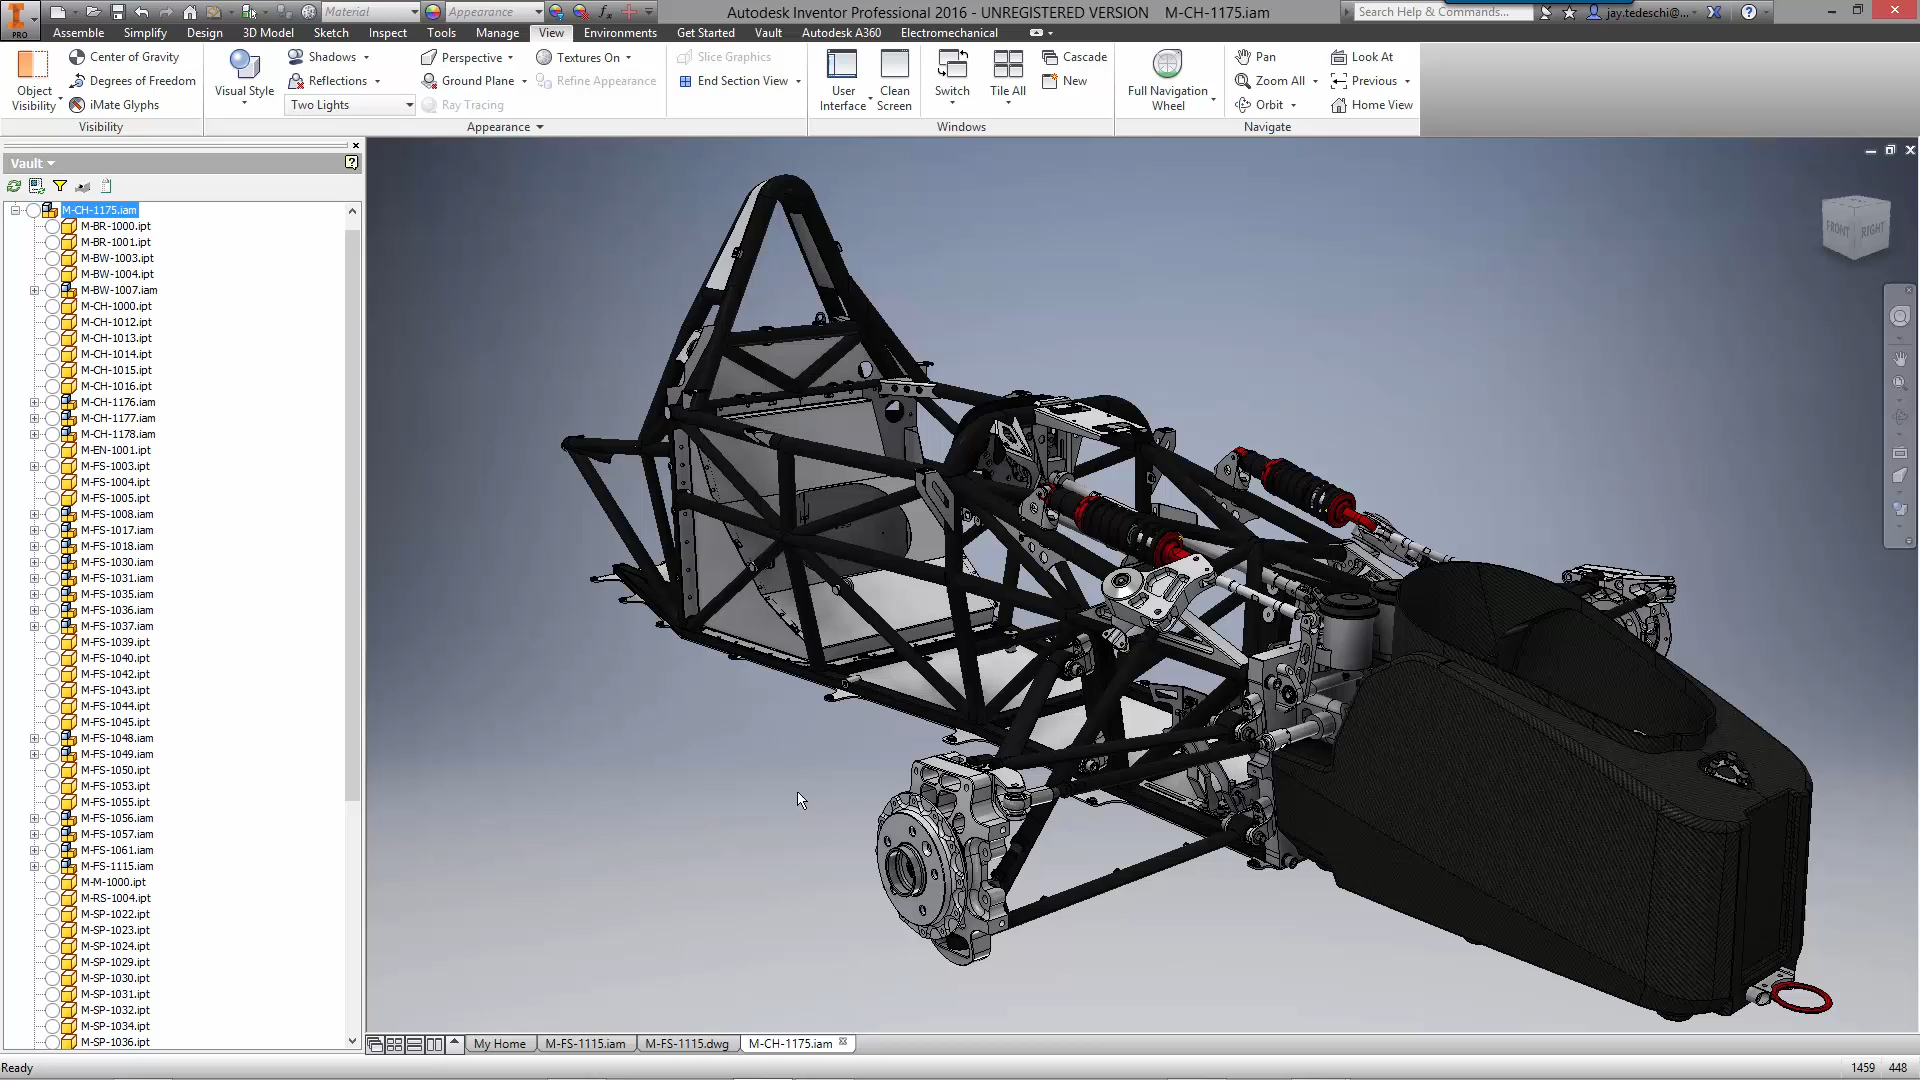 Material
Appearance
Autodesk Inventor Professional 2016 - UNREGISTERED VERSION M-CH-1175.iam
Search Help & Commands...
jay.tedeschi@...
PRO
Assemble Simplify Design 3D Model Sketch Inspect Tools Manage View Environments Get Started Vault Autodesk A360 Electromechanical
Object Visibility
Center of Gravity
Degrees of Freedom
iMate Glyphs
Visibility
Visual Style
Shadows
Reflections
Two Lights
Perspective
Ground Plane
Ray Tracing
Textures On
Refine Appearance
Appearance
Slice Graphics
End Section View
User Interface
Clean Screen
Switch
Tile All
Cascade
New
Windows
Full Navigation Wheel
Pan
Zoom All
Orbit
Look At
Previous
Home View
Navigate
Vault
M-CH-1175.iam
M-BR-1000.ipt
M-BR-1001.ipt
M-BW-1003.ipt
M-BW-1004.ipt
M-BW-1007.iam
M-CH-1000.ipt
M-CH-1012.ipt
M-CH-1013.ipt
M-CH-1014.ipt
M-CH-1015.ipt
M-CH-1016.ipt
M-CH-1176.iam
M-CH-1177.iam
M-CH-1178.iam
M-EN-1001.ipt
M-FS-1003.ipt
M-FS-1004.ipt
M-FS-1005.ipt
M-FS-1008.iam
M-FS-1017.iam
M-FS-1018.iam
M-FS-1030.iam
M-FS-1031.iam
M-FS-1035.iam
M-FS-1036.iam
M-FS-1037.iam
M-FS-1039.ipt
M-FS-1040.ipt
M-FS-1042.ipt
M-FS-1043.ipt
M-FS-1044.ipt
M-FS-1045.ipt
M-FS-1048.iam
M-FS-1049.iam
M-FS-1050.ipt
M-FS-1053.ipt
M-FS-1055.ipt
M-FS-1056.iam
M-FS-1057.iam
M-FS-1061.iam
M-FS-1115.iam
M-M-1000.ipt
M-RS-1004.ipt
M-SP-1022.ipt
M-SP-1023.ipt
M-SP-1024.ipt
M-SP-1029.ipt
M-SP-1030.ipt
M-SP-1031.ipt
M-SP-1032.ipt
M-SP-1034.ipt
M-SP-1036.ipt
FRONT RIGHT
My Home M-FS-1115.iam M-FS-1115.dwg M-CH-1175.iam
Ready
1459 448